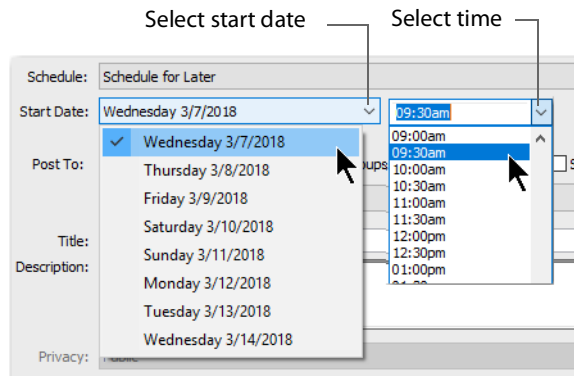 Select start date
Select time
Schedule: Schedule for Later
Start Date: Wednesday 3/7/2018 09:30am
Wednesday 3/7/2018
Thursday 3/8/2018
Friday 3/9/2018
Saturday 3/10/2018
Sunday 3/11/2018
Monday 3/12/2018
Tuesday 3/13/2018
Wednesday 3/14/2018
09:00am
09:30am
10:00am
10:30am
11:00am
11:30am
12:00pm
12:30pm
01:00pm
Post To:
Title:
Description:
Privacy: